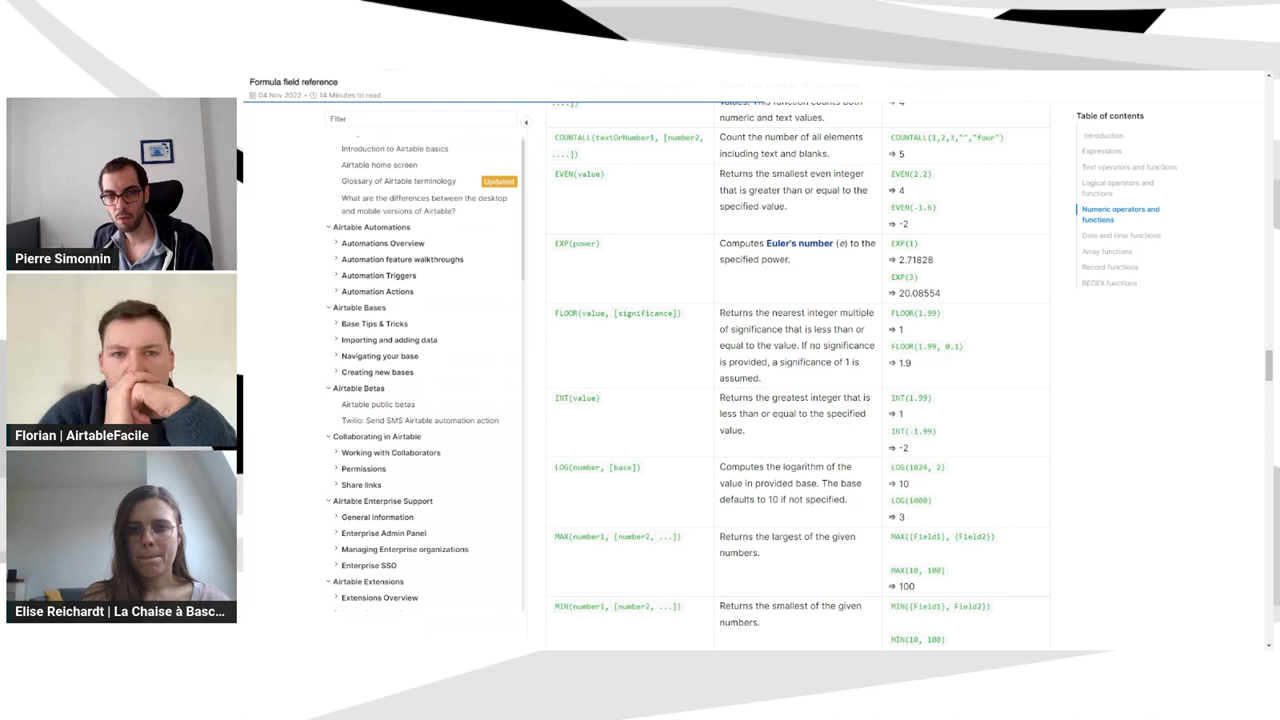 Formula field reference
04 Nov 2022 • 14 Minutes to read
Pierre Simonnin
Florian | AirtableFacile
Elise Reichardt | La Chaise à Basc...
Filter
Introduction to Airtable basics
Airtable home screen
Glossary of Airtable terminology Updated
What are the differences between the desktop
and mobile versions of Airtable?
Airtable Automations
Automations Overview
Automation feature walkthroughs
Automation Triggers
Automation Actions
Airtable Bases
Base Tips & Tricks
Importing and adding data
Navigating your base
Creating new bases
Airtable Betas
Airtable public betas
Twilio: Send SMS Airtable automation action
Collaborating in Airtable
Working with Collaborators
Permissions
Share links
Airtable Enterprise Support
General information
Enterprise Admin Panel
Managing Enterprise organizations
Enterprise SSO
Airtable Extensions
Extensions Overview
....])
values. This function counts both
numeric and text values.
⇒ 4
COUNTALL(textOrNumber1, [number2,
....])
Count the number of all elements
including text and blanks.
COUNTALL(1,2,3,"","four")
⇒ 5
EVEN(value)
Returns the smallest even integer
that is greater than or equal to the
specified value.
EVEN(2.2)
⇒ 4
EVEN(-1.6)
⇒ -2
EXP(power)
Computes Euler's number (e) to the
specified power.
EXP(1)
⇒ 2.71828
EXP(3)
⇒ 20.08554
FLOOR(value, [significance])
Returns the nearest integer multiple
of significance that is less than or
equal to the value. If no significance
is provided, a significance of 1 is
assumed.
FLOOR(1.99)
⇒ 1
FLOOR(1.99, 0.1)
⇒ 1.9
INT(value)
Returns the greatest integer that is
less than or equal to the specified
value.
INT(1.99)
⇒ 1
INT(-1.99)
⇒ -2
LOG(number, [base])
Computes the logarithm of the
value in provided base. The base
defaults to 10 if not specified.
LOG(1024, 2)
⇒ 10
LOG(1000)
⇒ 3
MAX(number1, [number2, ...])
Returns the largest of the given
numbers.
MAX({Field1}, {Field2})
MAX(10, 100)
⇒ 100
MIN(number1, [number2, ...])
Returns the smallest of the given
numbers.
MIN({Field1}, Field2})
MIN(10, 100)
Table of contents
Introduction
Expressions
Text operators and functions
Logical operators and
functions
Numeric operators and
functions
Date and time functions
Array functions
Record functions
REGEX functions